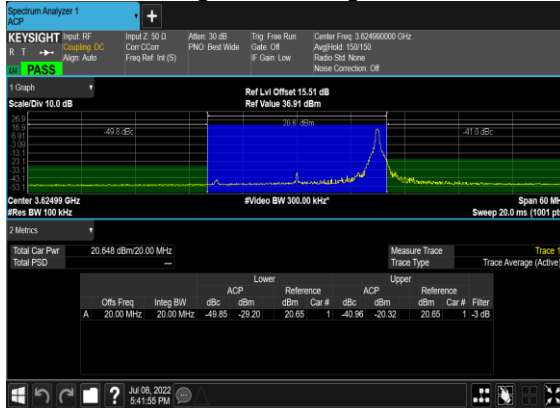 Spectrum Analyzer 1
ACP
+
KEYSIGHT Input: RF Input Z: 50 Ω Atten: 30 dB Trig: Free Run Center Freq: 3.624990000 GHz
R T Coupling: DC Corr CCorr PNO: Best Wide Gate: Off Avg|Hold: 150/150
Align: Auto Freq Ref: Int (S) IF Gain: Low Radio Std: None
PASS Noise Correction: Off
1 Graph Ref Lvl Offset 15.51 dB
Scale/Div 10.0 dB Ref Value 36.91 dBm
26.9 20.6 dBm
16.9 -49.8 dBc -41.0 dBc
6.91
-3.09
-13.1
-23.1
-33.1
-43.1
-53.1
Center 3.62499 GHz #Video BW 300.00 kHz* Span 60 MH
#Res BW 100 kHz Sweep 20.0 ms (1001 pt
2 Metrics
Total Car Pwr 20.648 dBm/20.00 MHz Measure Trace Trace 1
Total PSD --- Trace Type Trace Average (Active)
Lower Upper
ACP Reference ACP Reference
Offs Freq Integ BW dBc dBm dBm Car # dBc dBm dBm Car # Filter
A 20.00 MHz 20.00 MHz -49.85 -29.20 20.65 1 -40.96 -20.32 20.65 1 -3 dB
? Jul 08, 2022
5:41:55 PM